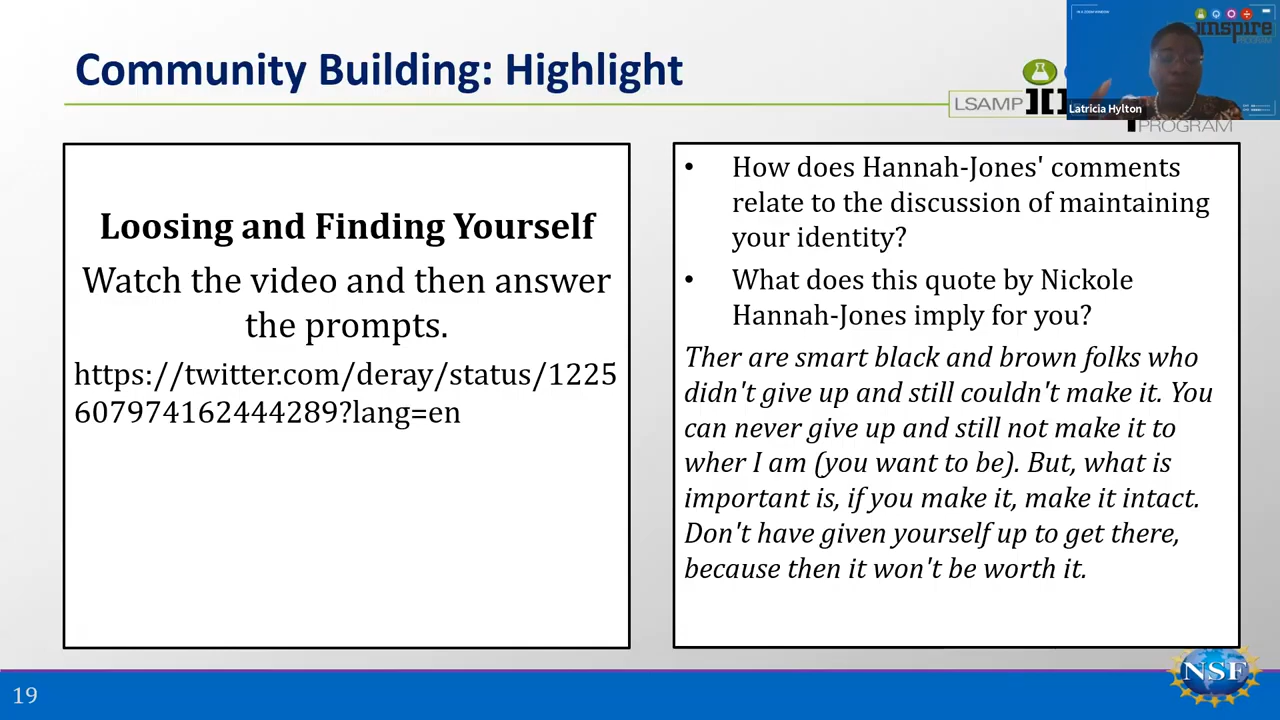 Community Building: Highlight
LSAMP
inspire
PROGRAM
Latricia Hylton
PROGRAM
Loosing and Finding Yourself
Watch the video and then answer
the prompts.
https://twitter.com/deray/status/1225
607974162444289?lang=en
• How does Hannah-Jones' comments
relate to the discussion of maintaining
your identity?
• What does this quote by Nickole
Hannah-Jones imply for you?
Ther are smart black and brown folks who
didn't give up and still couldn't make it. You
can never give up and still not make it to
wher I am (you want to be). But, what is
important is, if you make it, make it intact.
Don't have given yourself up to get there,
because then it won't be worth it.
19
NSF